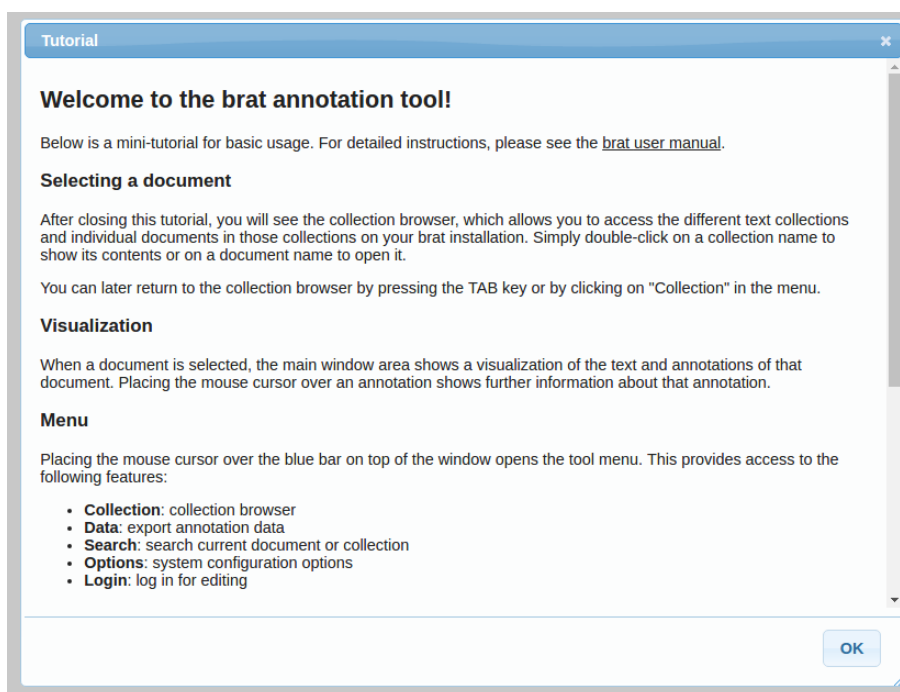 Tutorial
Welcome to the brat annotation tool!
Below is a mini-tutorial for basic usage. For detailed instructions, please see the brat user manual.
Selecting a document
After closing this tutorial, you will see the collection browser, which allows you to access the different text collections
and individual documents in those collections on your brat installation. Simply double-click on a collection name to
show its contents or on a document name to open it.
You can later return to the collection browser by pressing the TAB key or by clicking on "Collection" in the menu.
Visualization
When a document is selected, the main window area shows a visualization of the text and annotations of that
document. Placing the mouse cursor over an annotation shows further information about that annotation.
Menu
Placing the mouse cursor over the blue bar on top of the window opens the tool menu. This provides access to the
following features:
• Collection: collection browser
• Data: export annotation data
• Search: search current document or collection
• Options: system configuration options
• Login: log in for editing
OK